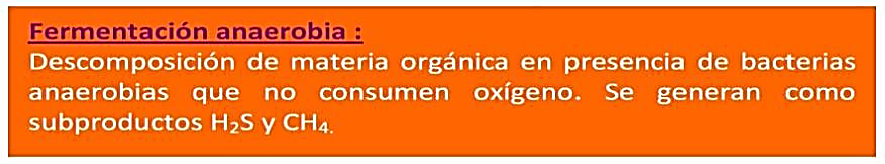 Fermentación anaerobia :
Descomposición de materia orgánica en presencia de bacterias
anaerobias que no consumen oxígeno. Se generan como
subproductos H₂S y CH₄.